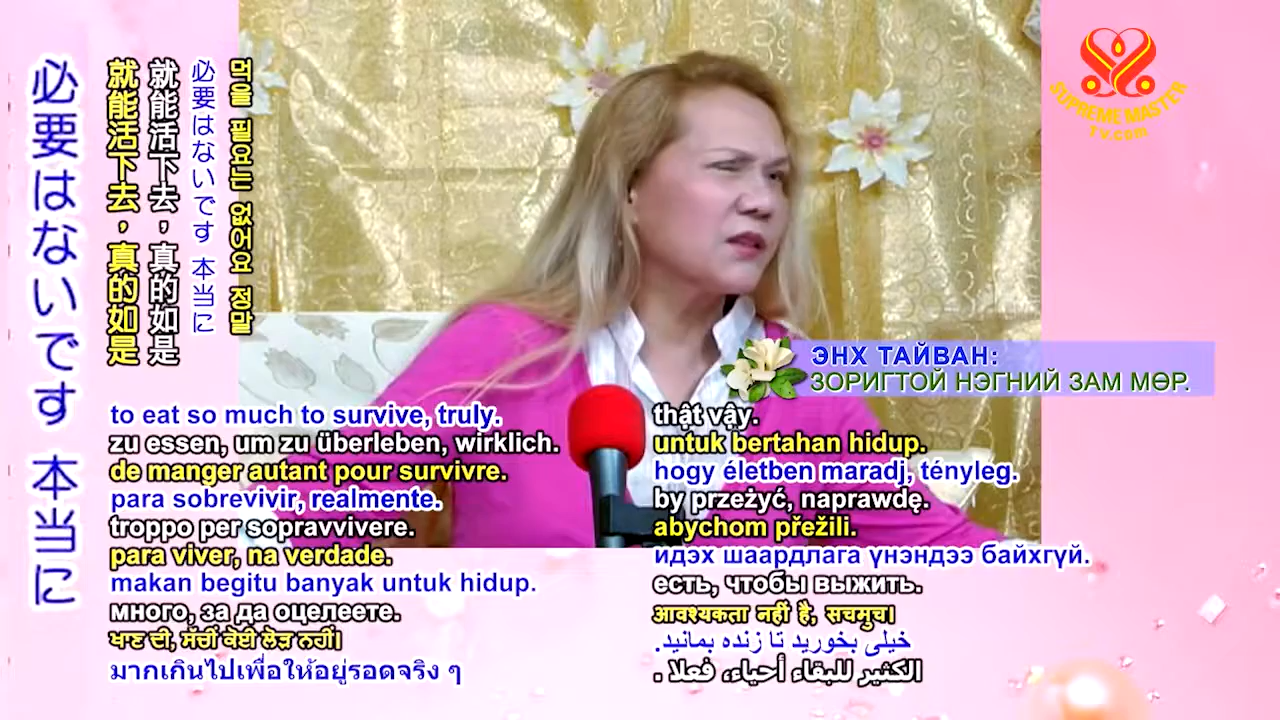 必要はないです 本当に
就能活下去，真的如是
就能活下去，真的如是
必要はないです 本当に
먹을 필요는 없어요 정말
SUPREME MASTER
TV.com
ЭНХ ТАЙВАН:
ЗОРИГТОЙ НЭГНИЙ ЗАМ МӨР.
to eat so much to survive, truly.
zu essen, um zu überleben, wirklich.
de manger autant pour survivre.
para sobrevivir, realmente.
troppo per sopravvivere.
para viver, na verdade.
makan begitu banyak untuk hidup.
много, за да оцелеете.
ਖਾਣ ਦੀ, ਸੱਚੀਂ ਕੋਈ ਲੋੜ ਨਹੀਂ।
มากเกินไปเพื่อให้อยู่รอดจริง ๆ
thật vậy.
untuk bertahan hidup.
hogy életben maradj, tényleg.
by przeżyć, naprawdę.
abychom přežili.
идэх шаардлага үнэндээ байхгүй.
есть, чтобы выжить.
आवश्यकता नहीं है, सचमुच।
خیلی بخورید تا زنده بمانید.
الكثير للبقاء أحياء، فعلا .